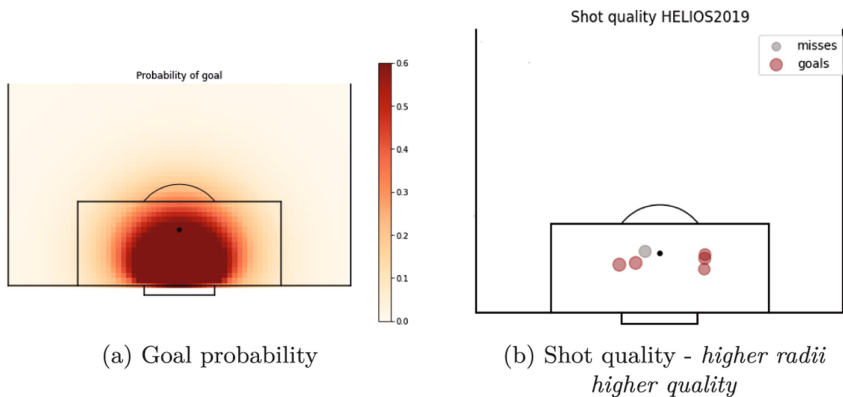 Probability of goal
0.6
0.5
0.4
0.3
0.2
0.1
0.0
(a) Goal probability
Shot quality HELIOS2019
misses
goals
(b) Shot quality - higher radii
higher quality